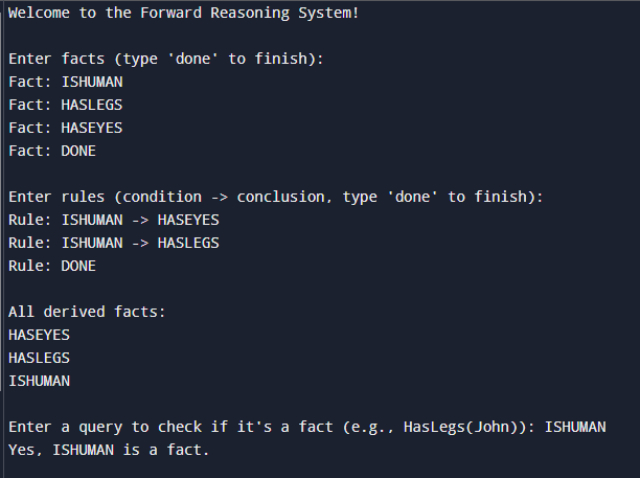 Welcome to the Forward Reasoning System!
Enter facts (type 'done' to finish):
Fact: ISHUMAN
Fact: HASLEGS
Fact: HASEYES
Fact: DONE
Enter rules (condition -> conclusion, type 'done' to finish):
Rule: ISHUMAN -> HASEYES
Rule: ISHUMAN -> HASLEGS
Rule: DONE
All derived facts:
HASEYES
HASLEGS
ISHUMAN
Enter a query to check if it's a fact (e.g., HasLegs(John)): ISHUMAN
Yes, ISHUMAN is a fact.